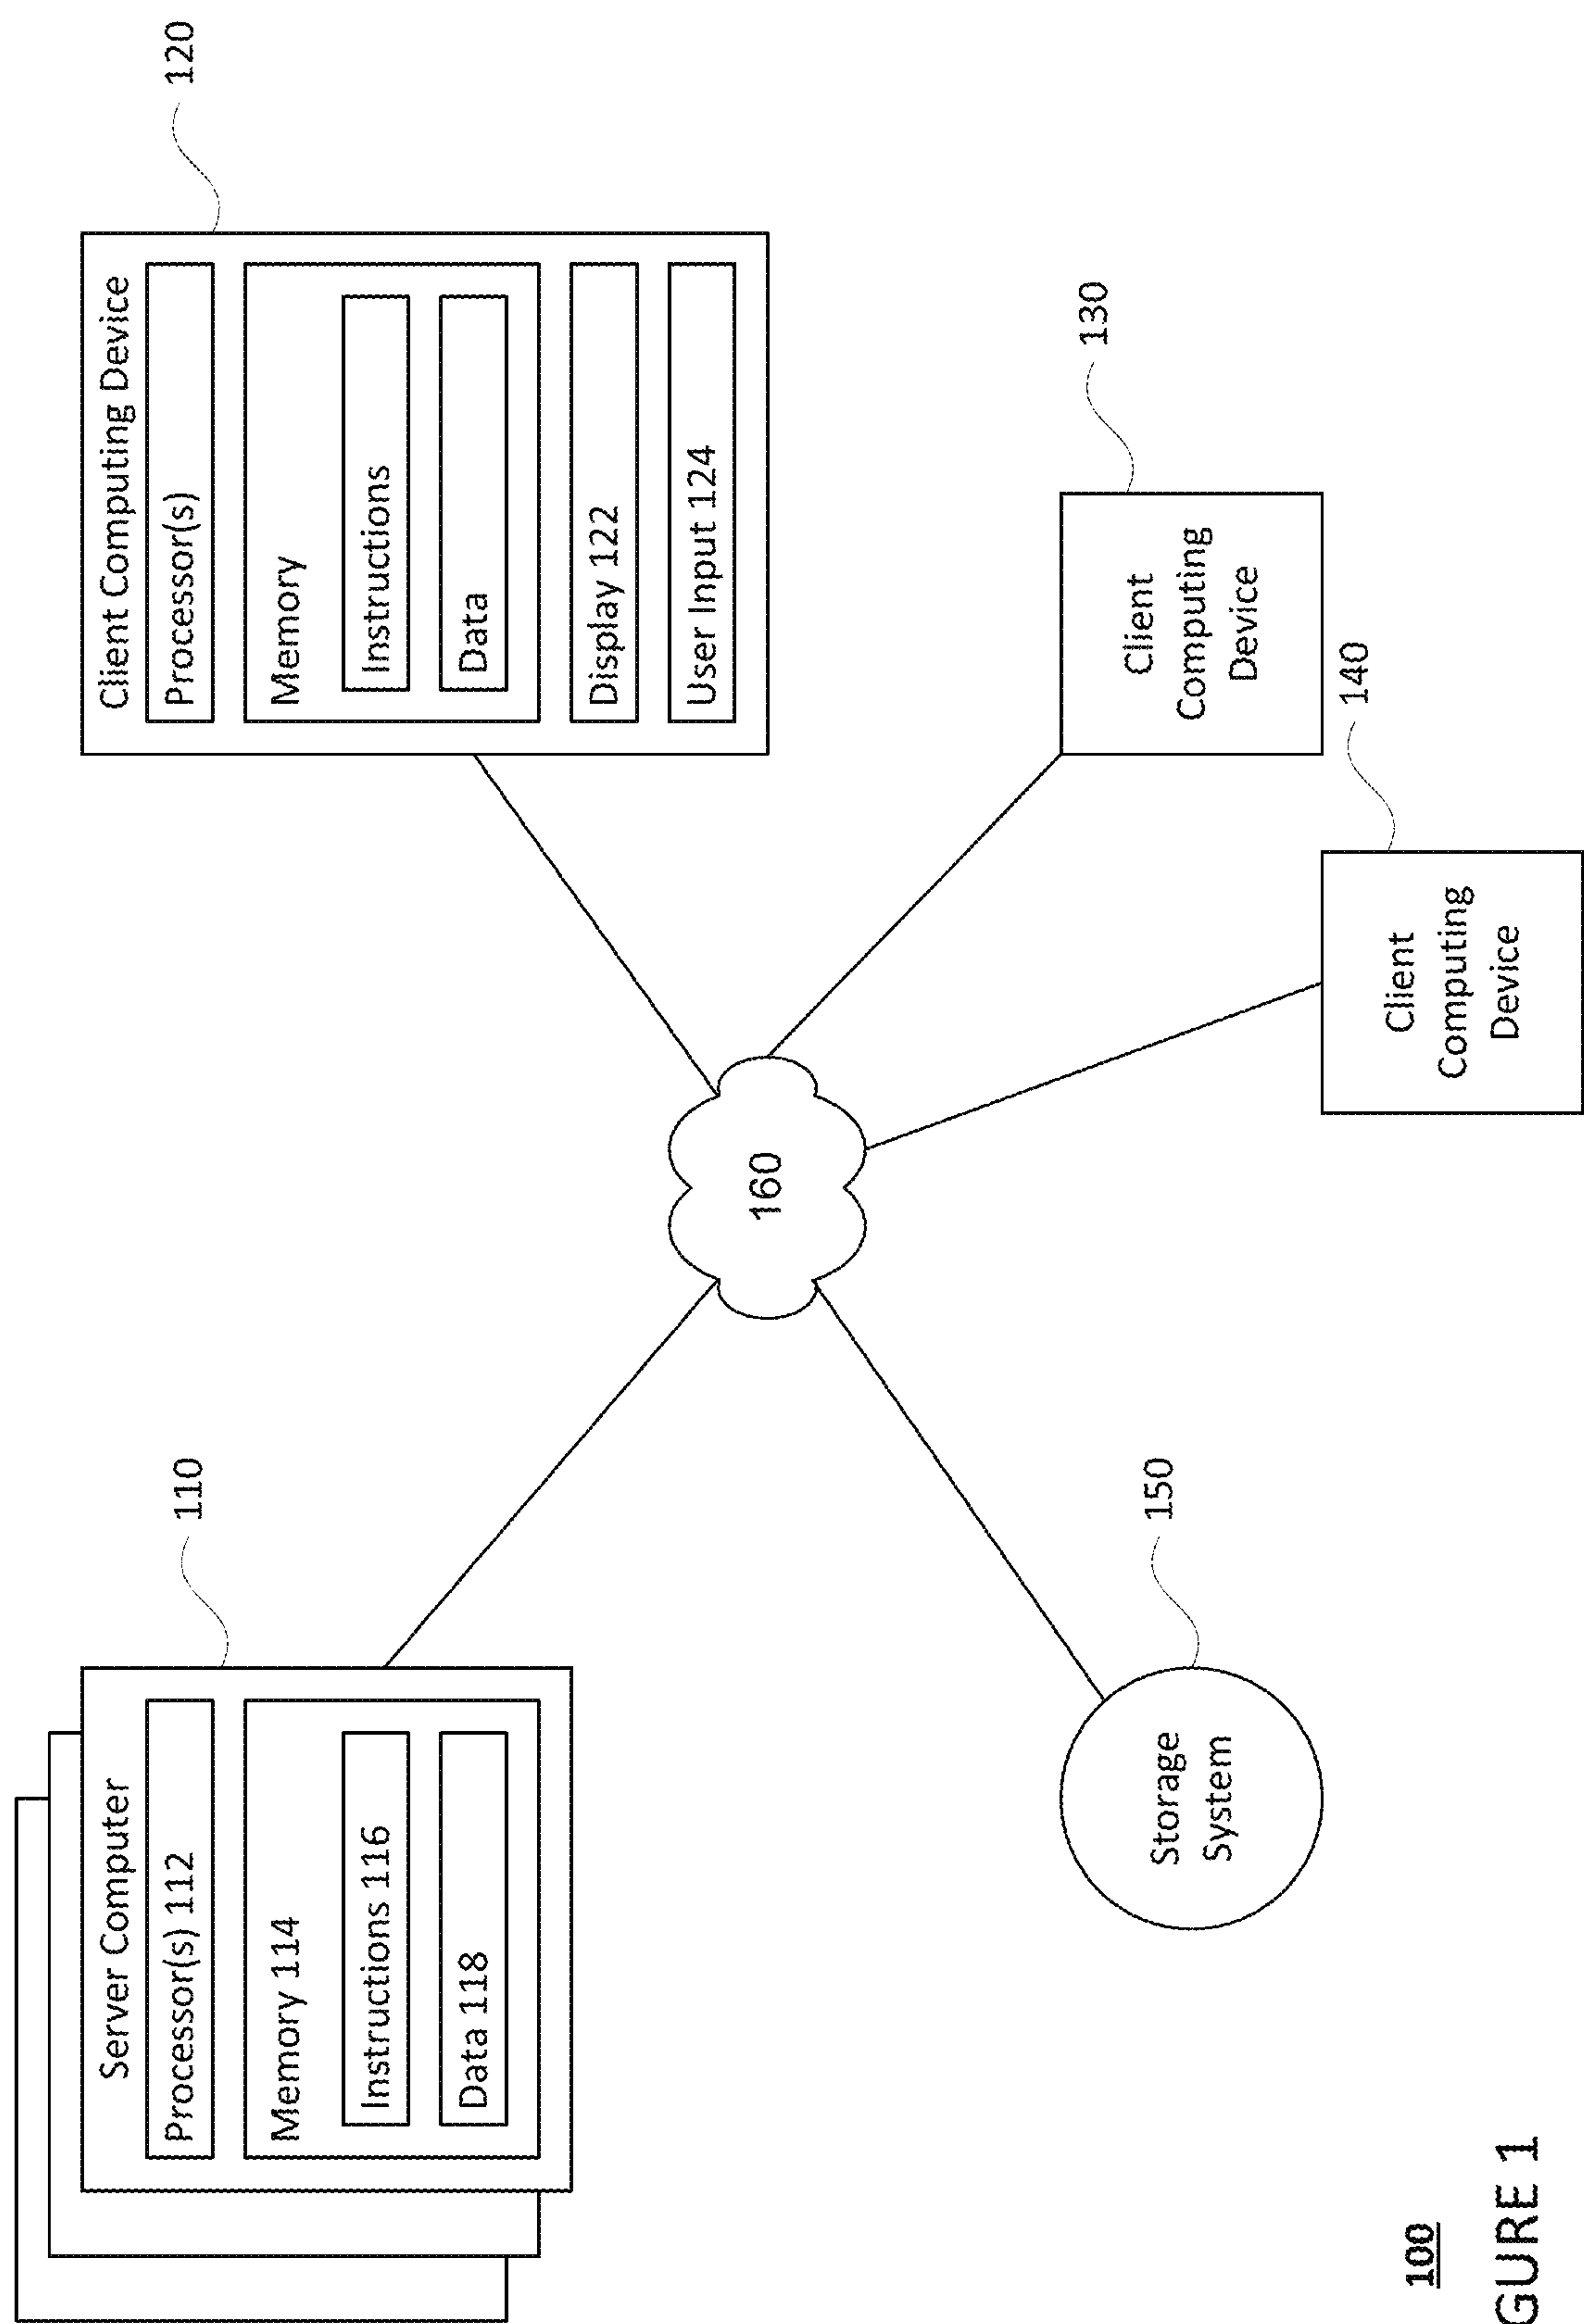 110
Server Computer
Processor(s) 112
Memory 114
Instructions 116
Data 118
120
Client Computing Device
Processor(s)
Memory
Instructions
Data
Display 122
User Input 124
160
130
Client
Computing
Device
140
Client
Computing
Device
150
Storage
System
100
GURE 1